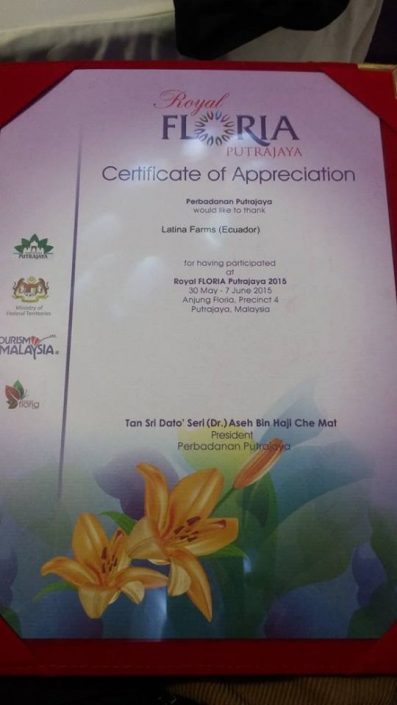 Royal
FLORIA
PUTRAJAYA
Certificate of Appreciation
Perbadanan Putrajaya
would like to thank
Latina Farms (Ecuador)
for having participated
at
Royal FLORIA Putrajaya 2015
30 May - 7 June 2015
Anjung Floria, Precinct 4
Putrajaya, Malaysia
PUTRAJAYA
Ministry of
Federal Territories
TOURISM
MALAYSIA
Tan Sri Dato' Seri (Dr.) Aseh Bin Haji Che Mat
President
Perbadanan Putrajaya